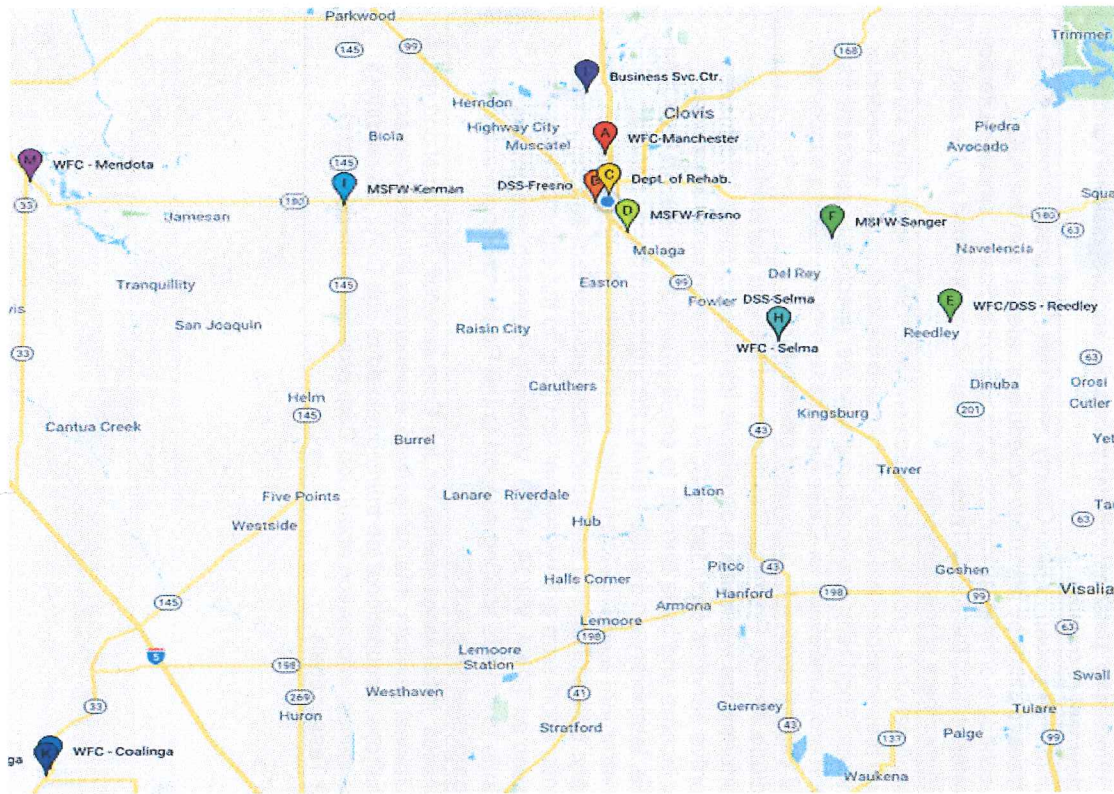 Parkwood
145
99
168
Trimmer
Business Svc.Ctr.
Herndon
Clovis
Highway City
Muscatel
A
WFC-Manchester
Biola
Piedra
Avocado
M
WFC - Mendota
145
I
MSFW-Kerman
DSS-Fresno
C
Dept. of Rehab.
33
Jamesan
180
D
MSFW-Fresno
F
MSFW-Sanger
180
63
Squa
Malaga
Navelencia
Tranquillity
145
Easton
99
Del Rey
Fowler
DSS-Selma
E
WFC/DSS - Reedley
vis
San Joaquin
Raisin City
H
WFC - Selma
Reedley
33
63
Caruthers
Dinuba
Orosi
Cutler
Helm
145
Kingsburg
201
Cantua Creek
Burrel
43
Yet
Traver
Five Points
Lanare
Riverdale
Laton
Westside
Hub
63
Ta
Halls Corner
Pitco
43
Goshen
145
Armona
Hanford
198
99
Visalia
Lemoore
198
63
5
198
Lemoore
Station
Swall
Westhaven
33
269
41
Huron
Stratford
Guernsey
43
Tulare
137
Paige
99
K
WFC - Coalinga
ga
Waukena